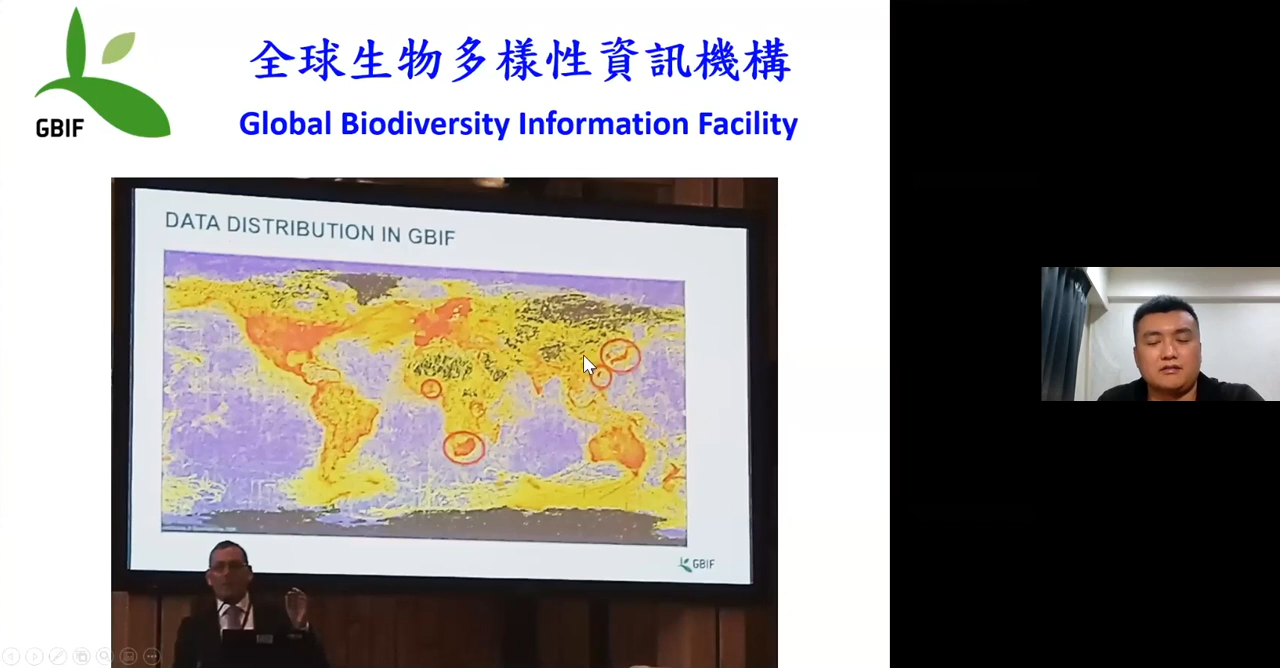 全球生物多樣性資訊機構
GBIF
Global Biodiversity Information Facility
DATA DISTRIBUTION IN GBIF
GBIF